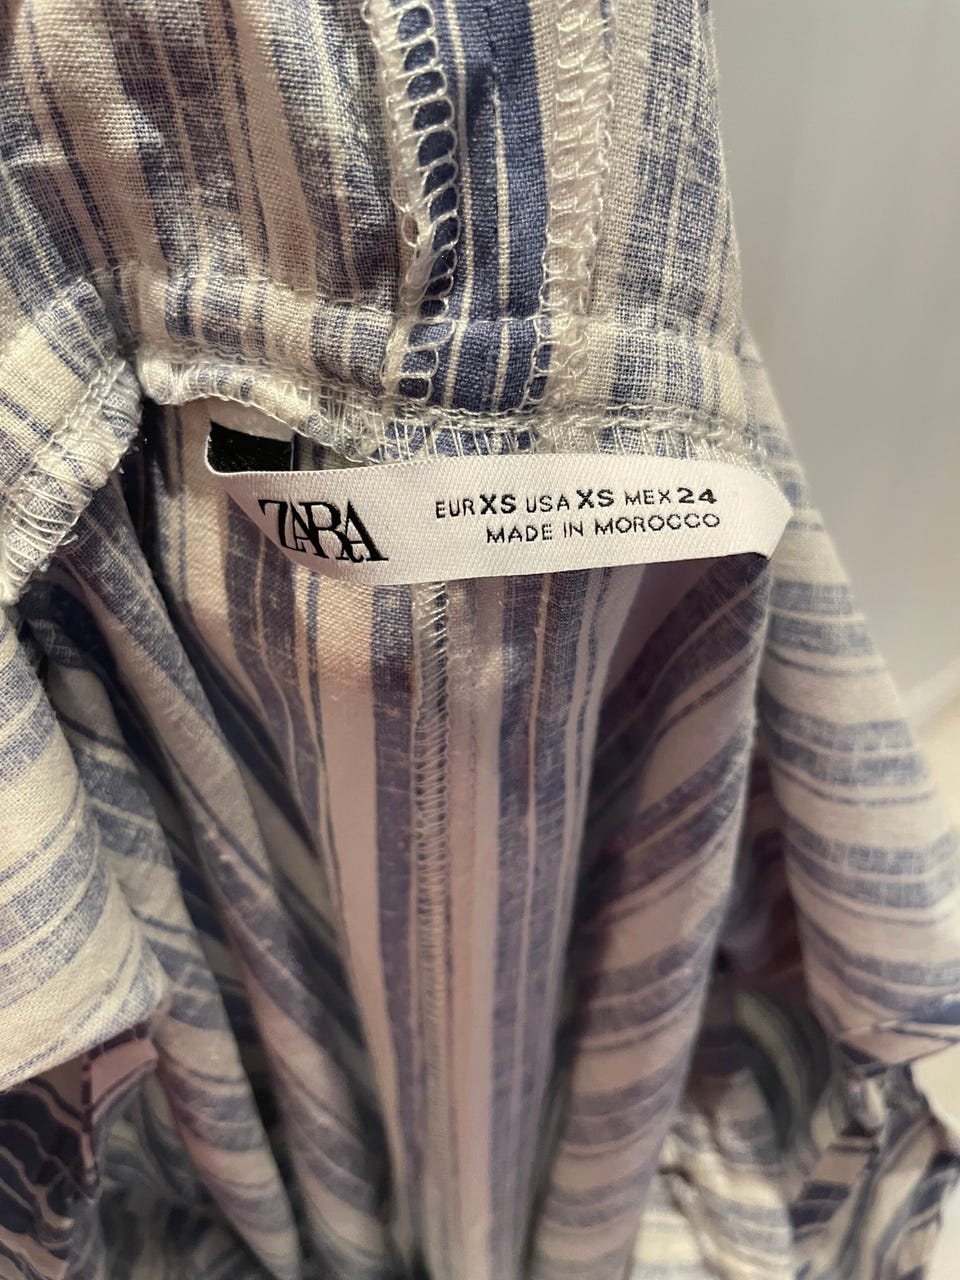 ZARA
EUR XS USA XS MEX 24
MADE IN MOROCCO